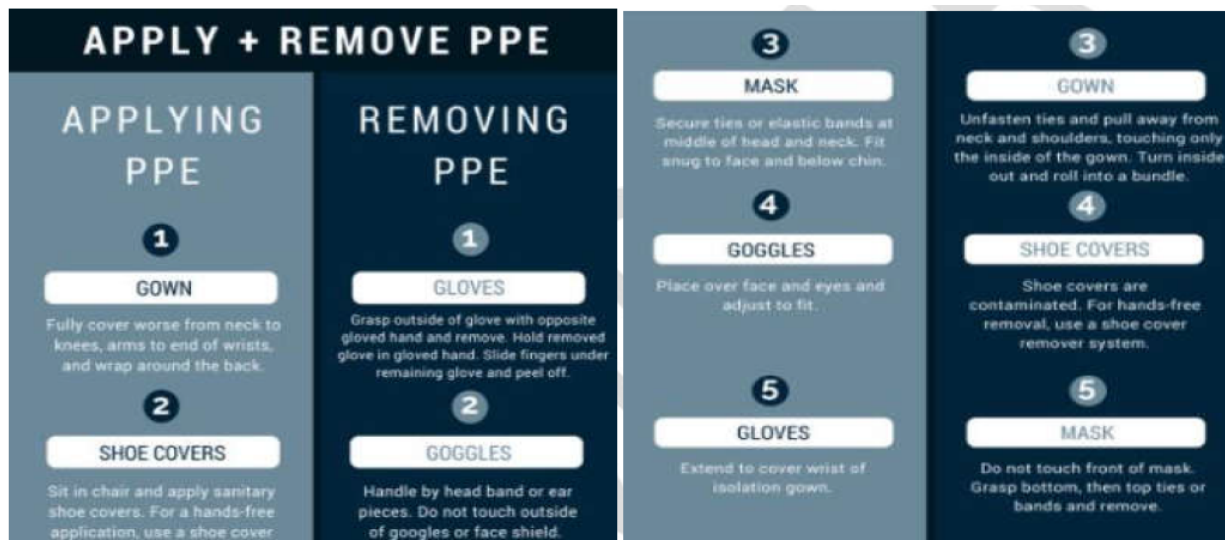 APPLY + REMOVE PPE
APPLYING
PPE
1
GOWN
Fully cover worse from neck to
knees, arms to end of wrists,
and wrap around the back.
2
SHOE COVERS
Sit in chair and apply sanitary
shoe covers. For a hands-free
application, use a shoe cover
REMOVING
PPE
1
GLOVES
Grasp outside of glove with opposite
gloved hand and remove. Hold removed
glove in gloved hand. Slide fingers under
remaining glove and peel off.
2
GOGGLES
Handle by head band or ear
pieces. Do not touch outside
of googles or face shield.
3
MASK
Secure ties or elastic bands at
middle of head and neck. Fit
snug to face and below chin.
4
GOGGLES
Place over face and eyes and
adjust to fit.
5
GLOVES
Extend to cover wrist of
isolation gown.
3
GOWN
Unfasten ties and pull away from
neck and shoulders, touching only
the inside of the gown. Turn inside
out and roll into a bundle.
4
SHOE COVERS
Shoe covers are
contaminated. For hands-free
removal, use a shoe cover
remover system.
5
MASK
Do not touch front of mask.
Grasp bottom, then top ties or
bands and remove.